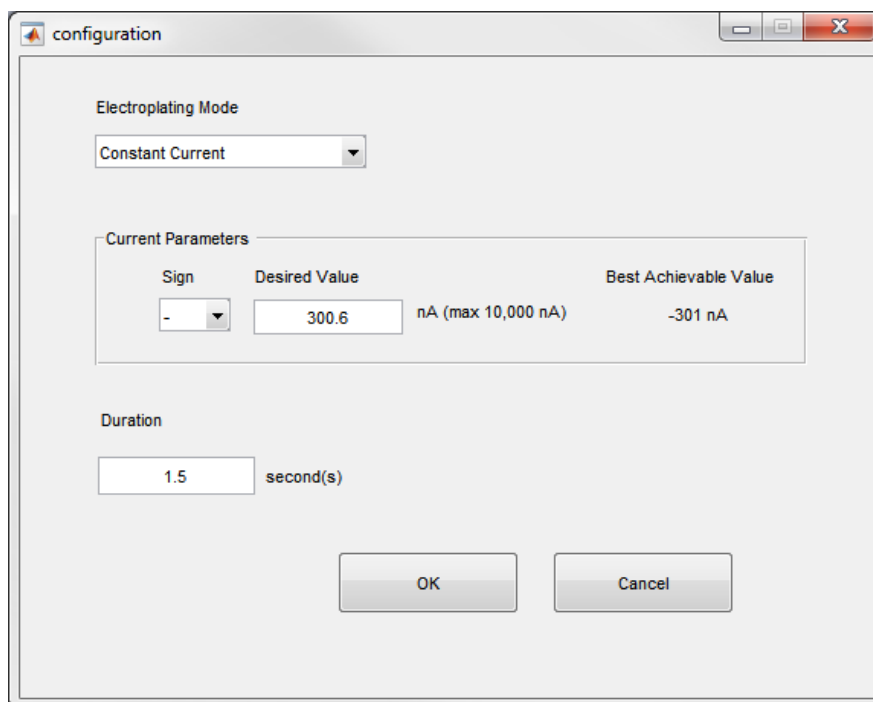 configuration
Electroplating Mode
Constant Current
Current Parameters
Sign Desired Value Best Achievable Value
- 300.6 nA (max 10,000 nA) -301 nA
Duration
1.5 second(s)
OK Cancel